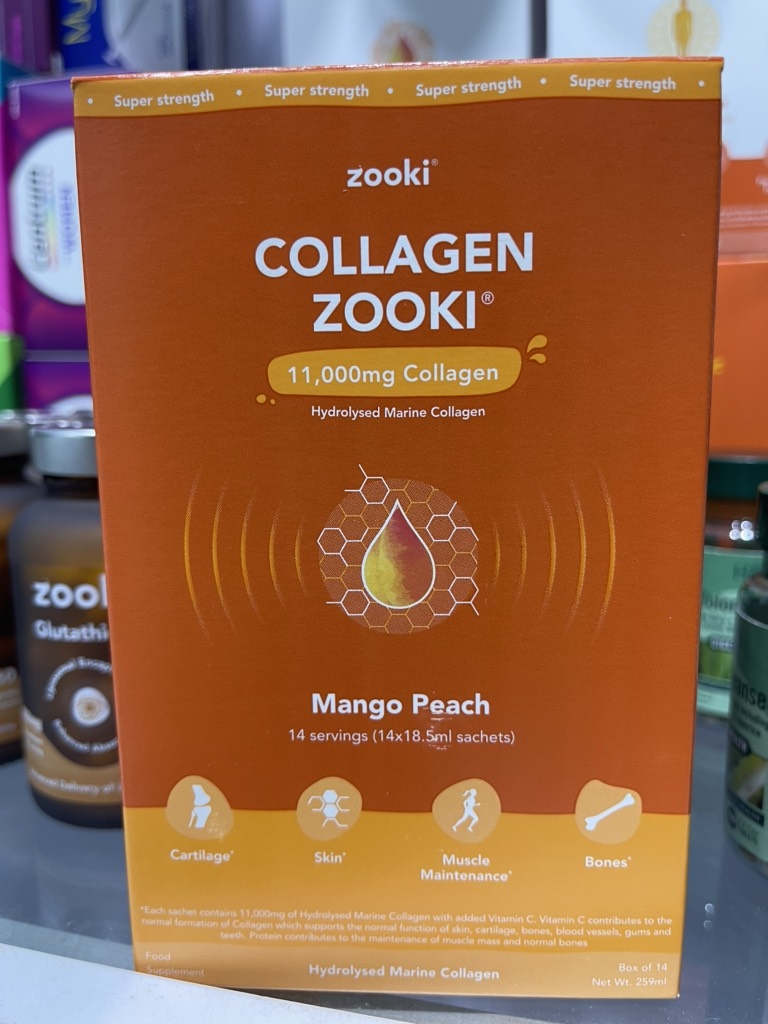 Super strength • Super strength • Super strength • Super strength
zooki®
COLLAGEN
ZOOKI®
11,000mg Collagen
Hydrolysed Marine Collagen
Mango Peach
14 servings (14x18.5ml sachets)
Cartilage*
Skin*
Muscle
Maintenance*
Bones*
*Each sachet contains 11,000mg of Hydrolysed Marine Collagen with added Vitamin C. Vitamin C contributes to the
normal formation of Collagen which supports the normal function of skin, cartilage, bones, blood vessels, gums and
teeth. Protein contributes to the maintenance of muscle mass and normal bones
Food
Supplement
Hydrolysed Marine Collagen
Box of 14
Net Wt. 259ml
Centrum